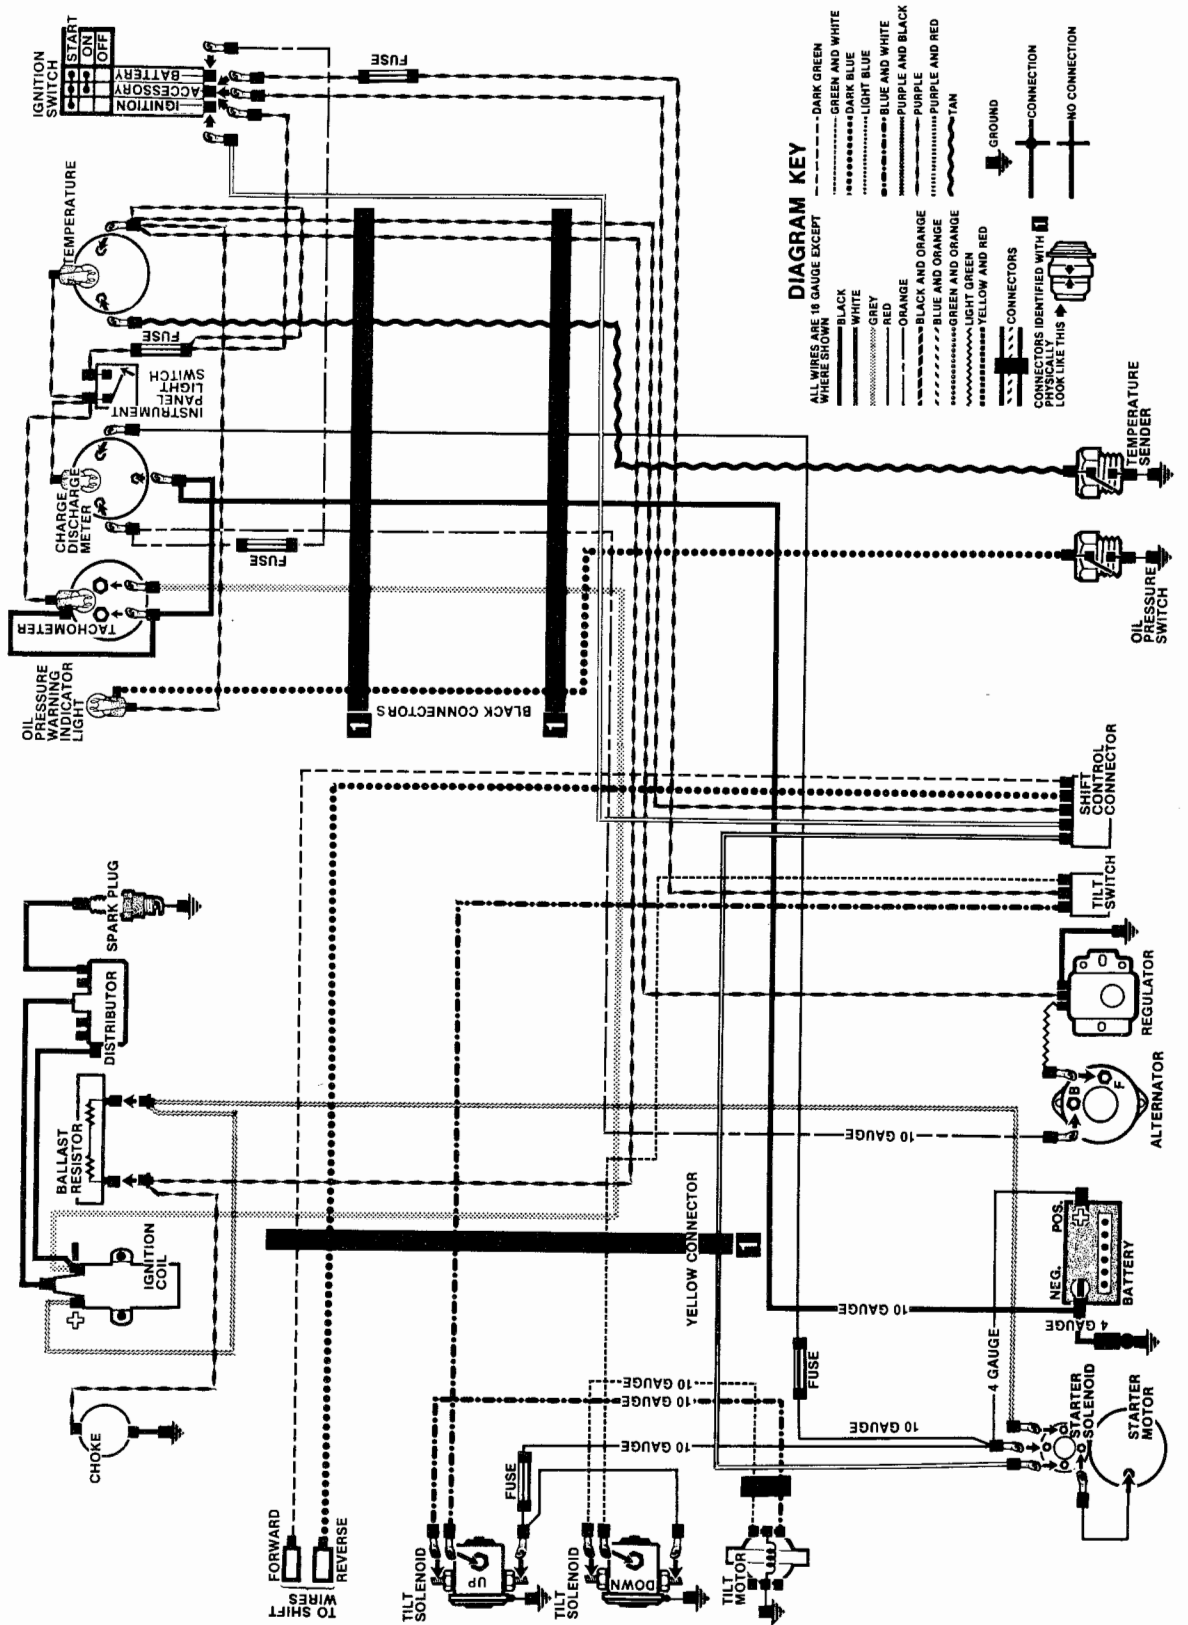 IGNITION
SWITCH
START
ON
OFF
BATTERY
ACCESSORY
IGNITION
FUSE
TEMPERATURE
FUSE
INSTRUMENT
PANEL
LIGHT
SWITCH
CHARGE
DISCHARGE
METER
FUSE
TACHOMETER
OIL
PRESSURE
WARNING
INDICATOR
LIGHT
1
BLACK CONNECTORS
1
DIAGRAM KEY
ALL WIRES ARE 16 GAUGE EXCEPT
WHERE SHOWN
BLACK
WHITE
GREY
RED
ORANGE
BLACK AND ORANGE
BLUE AND ORANGE
GREEN AND ORANGE
LIGHT GREEN
YELLOW AND RED
CONNECTORS
DARK GREEN
GREEN AND WHITE
DARK BLUE
LIGHT BLUE
BLUE AND WHITE
PURPLE AND BLACK
PURPLE
PURPLE AND RED
TAN
GROUND
CONNECTION
NO CONNECTION
CONNECTORS IDENTIFIED WITH 1
PHYSICALLY
LOOK LIKE THIS
TEMPERATURE
SENDER
OIL
PRESSURE
SWITCH
SPARK PLUG
DISTRIBUTOR
BALLAST
RESISTOR
IGNITION
COIL
+
-
CHOKE
SHIFT
CONTROL
CONNECTOR
TILT
SWITCH
REGULATOR
ALTERNATOR
B
F
10 GAUGE
YELLOW CONNECTOR
1
POS.
+
NEG.
-
BATTERY
10 GAUGE
4 GAUGE
4 GAUGE
FUSE
10 GAUGE
10 GAUGE
10 GAUGE
10 GAUGE
STARTER
SOLENOID
STARTER
MOTOR
FUSE
FORWARD
REVERSE
TO SHIFT
WIRES
TILT
SOLENOID
UP
TILT
SOLENOID
DOWN
TILT
MOTOR